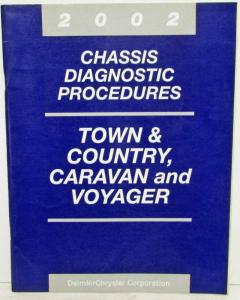 2002
CHASSIS
DIAGNOSTIC
PROCEDURES
TOWN &
COUNTRY,
CARAVAN and
VOYAGER
DaimlerChrysler Corporation